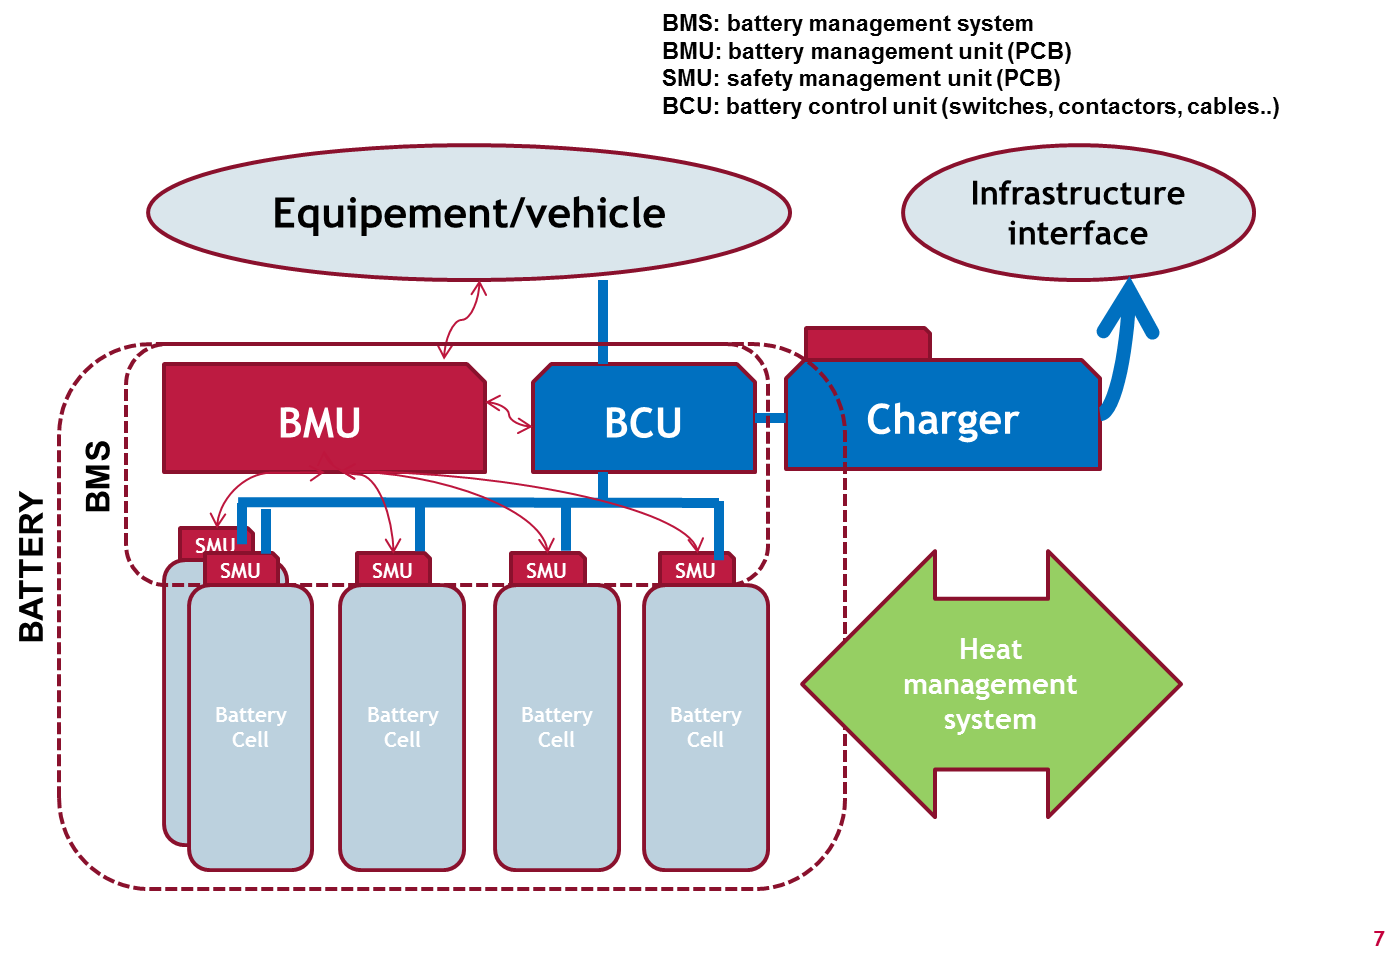 BMS: battery management system
BMU: battery management unit (PCB)
SMU: safety management unit (PCB)
BCU: battery control unit (switches, contactors, cables..)
Equipement/vehicle
Infrastructure
interface
BMU
BCU
Charger
BMS
BATTERY
SMU
SMU
SMU
SMU
SMU
Battery
Cell
Battery
Cell
Battery
Cell
Battery
Cell
Heat
management
system
7